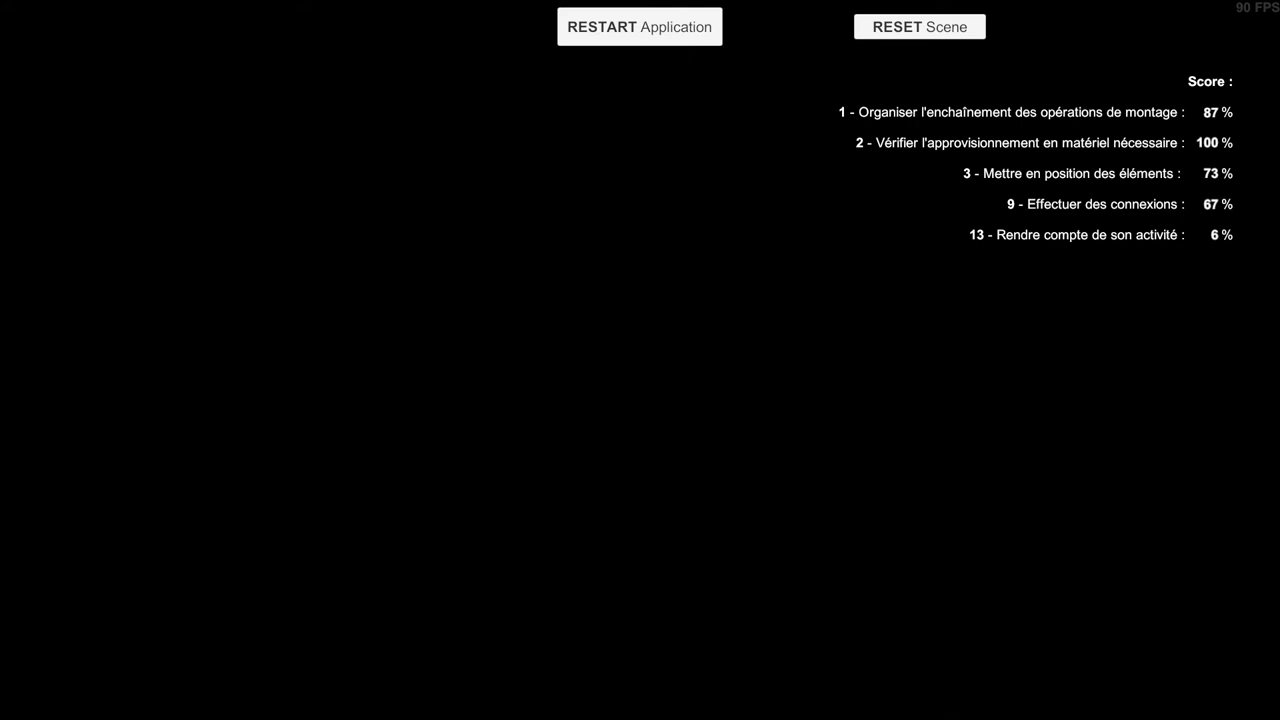 90 FPS
RESTART Application
RESET Scene
Score :
1 - Organiser l'enchaînement des opérations de montage : 87 %
2 - Vérifier l'approvisionnement en matériel nécessaire : 100 %
3 - Mettre en position des éléments : 73 %
9 - Effectuer des connexions : 67 %
13 - Rendre compte de son activité : 6 %